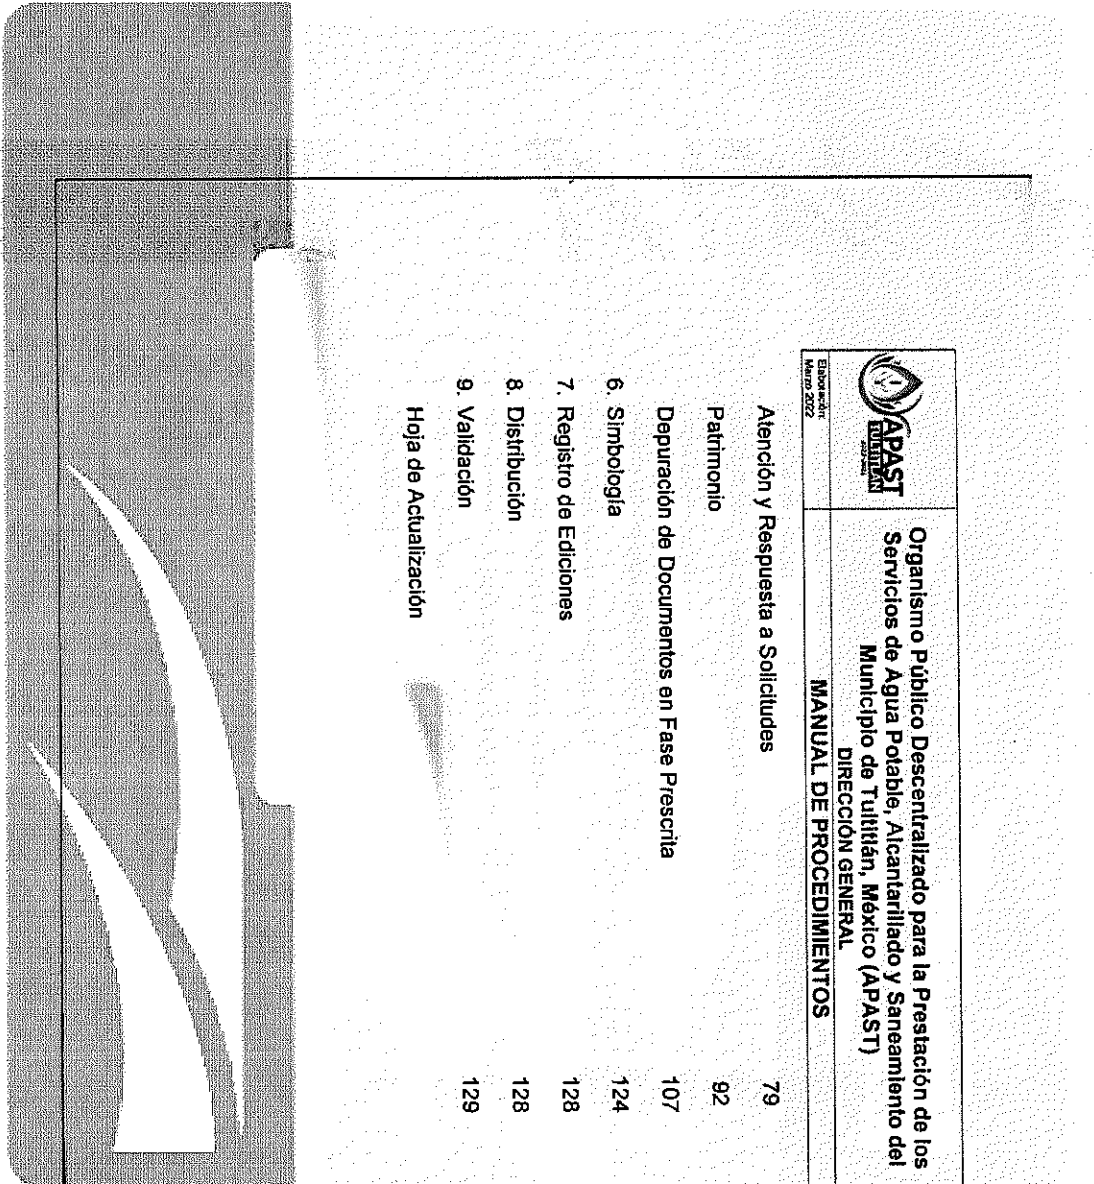 APAST
TULTITLÁN
Elaboración:
Marzo 2022
Organismo Público Descentralizado para la Prestación de los
Servicios de Agua Potable, Alcantarillado y Saneamiento del
Municipio de Tultitlán, México (APAST)
DIRECCIÓN GENERAL
MANUAL DE PROCEDIMIENTOS
Atención y Respuesta a Solicitudes 79
Patrimonio 92
Depuración de Documentos en Fase Prescrita 107
6. Simbología 124
7. Registro de Ediciones 128
8. Distribución 128
9. Validación 129
Hoja de Actualización